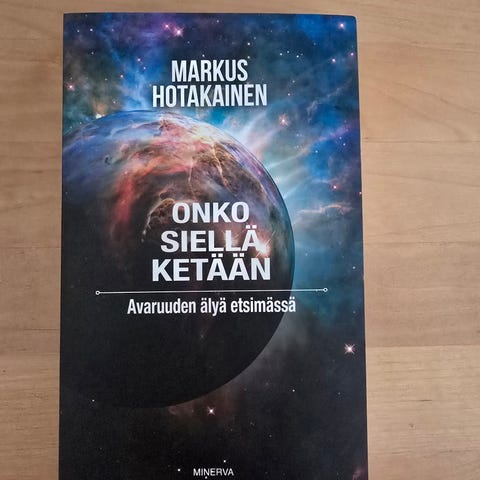 MARKUS
HOTAKAINEN
ONKO
SIELLÄ
KETÄÄN
Avaruuden älyä etsimässä
MINERVA